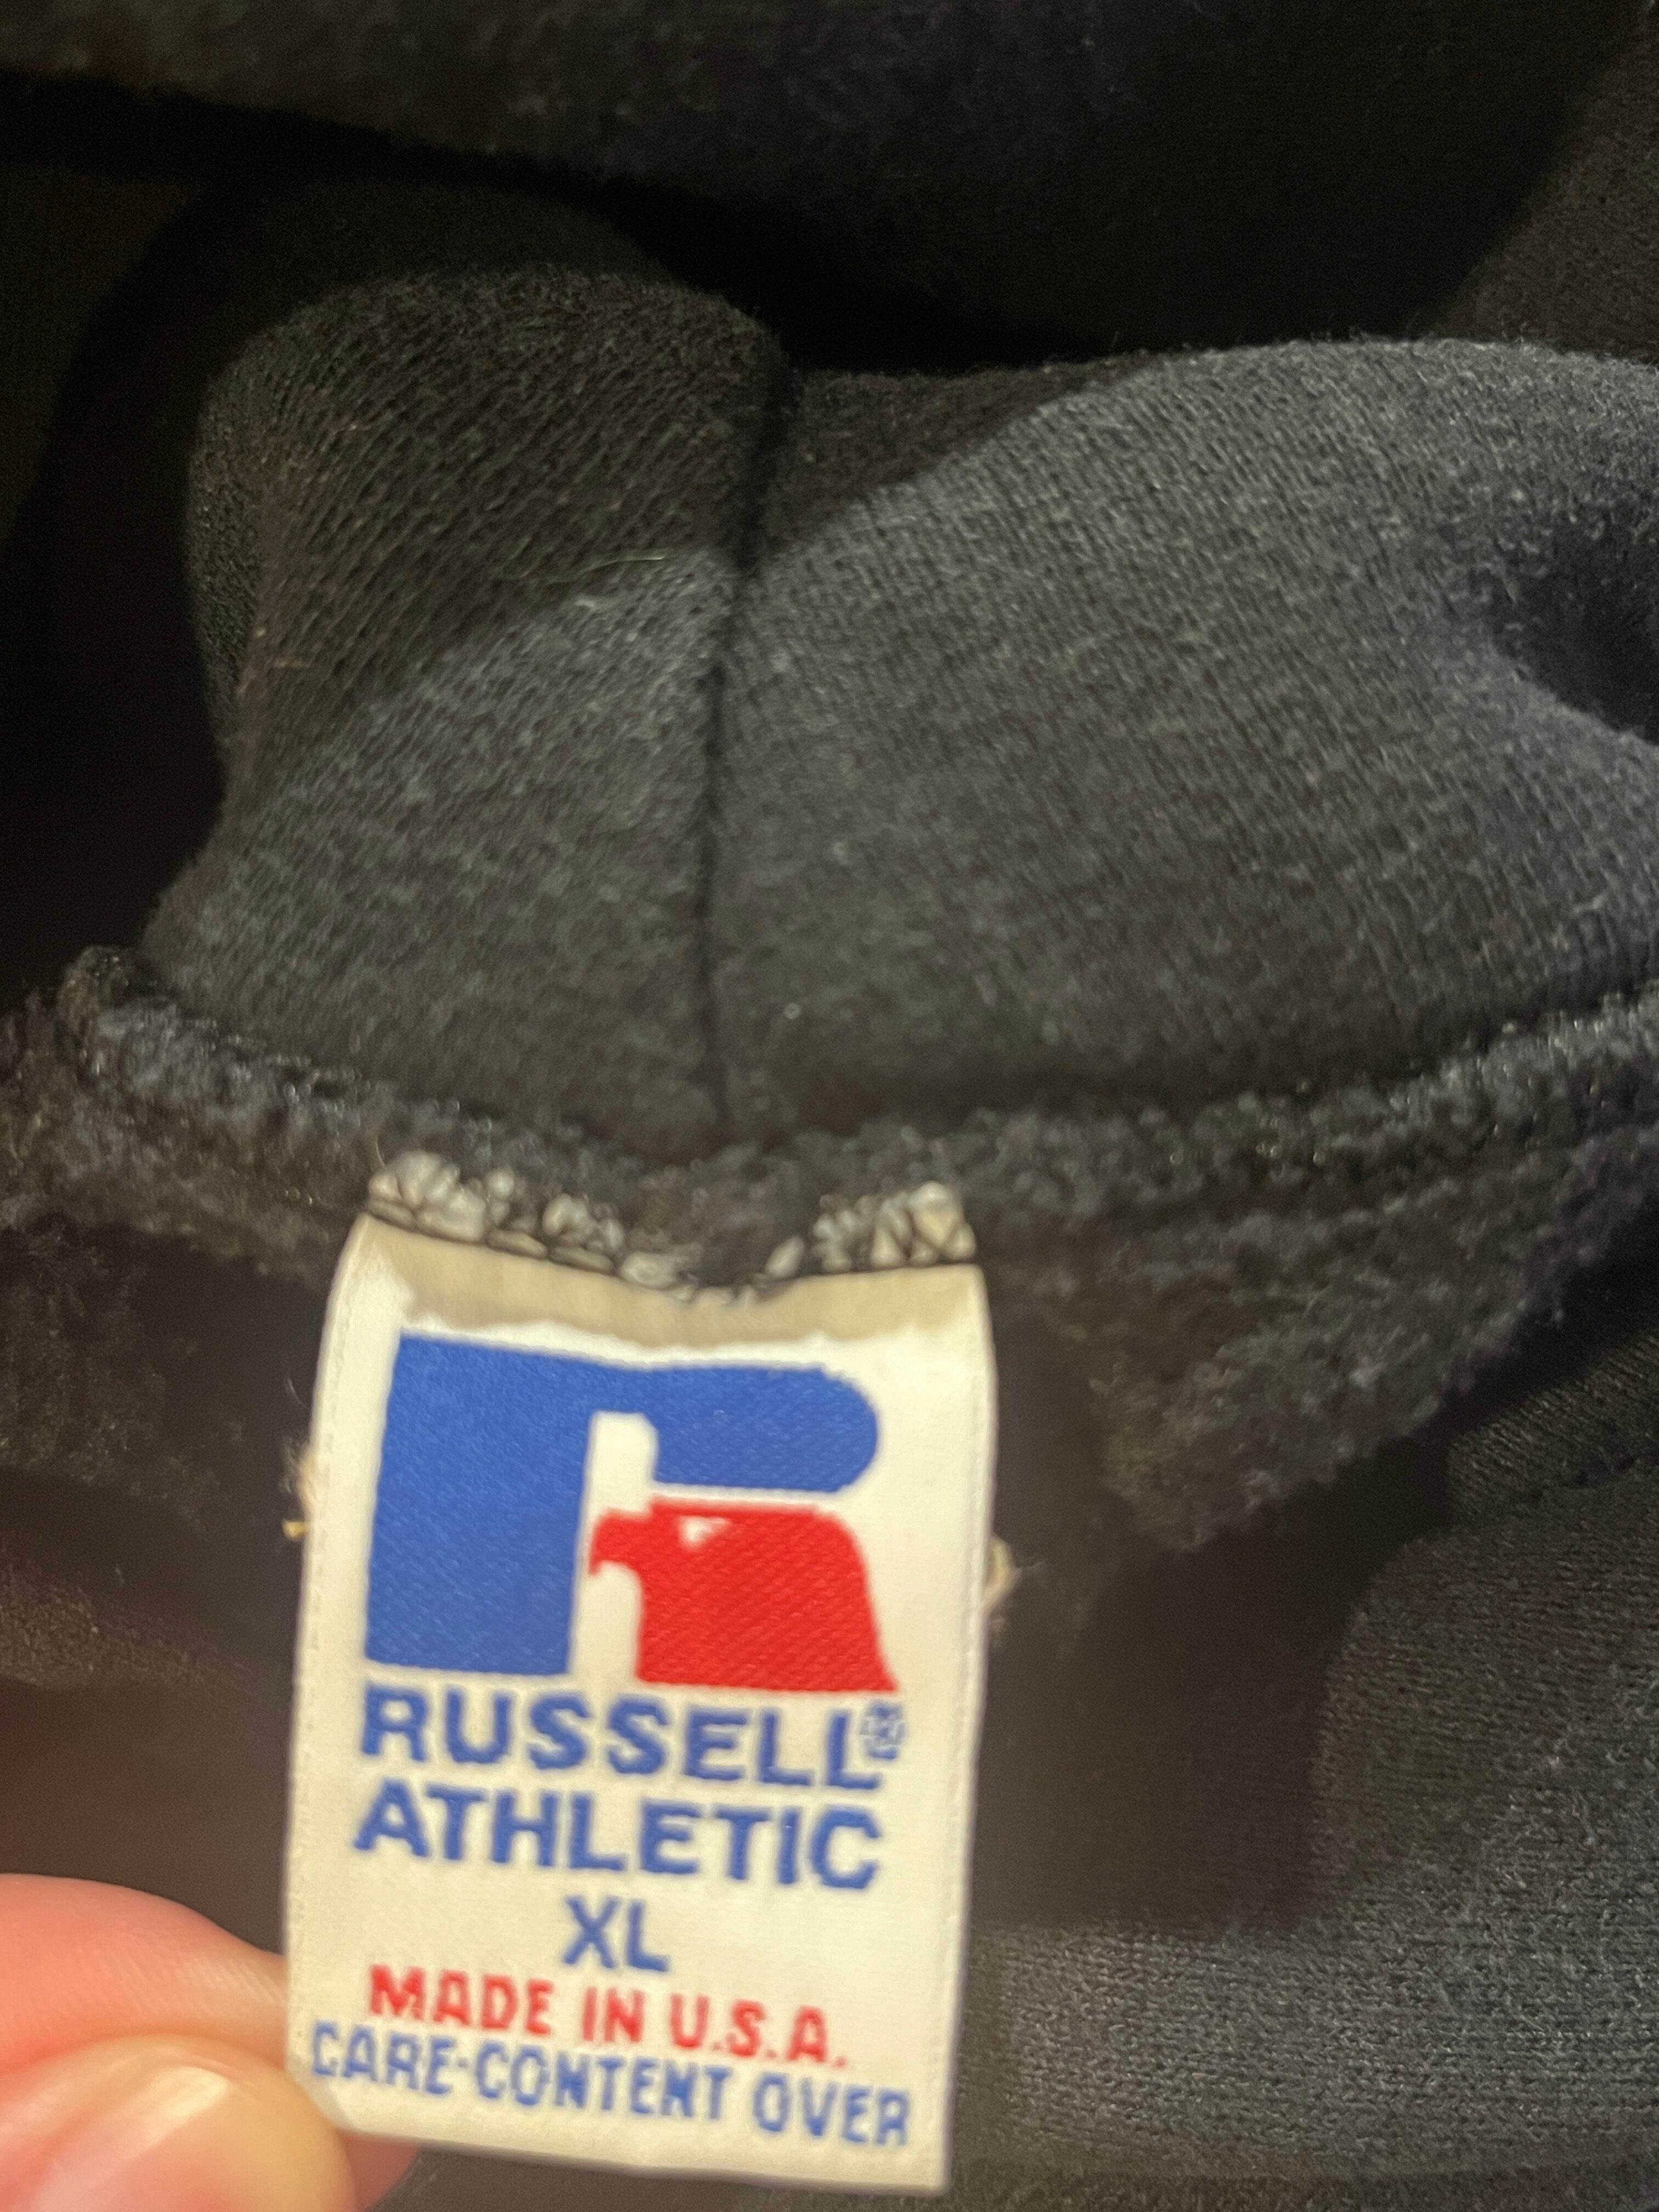 RUSSELL®
ATHLETIC
XL
MADE IN U.S.A.
CARE-CONTENT OVER